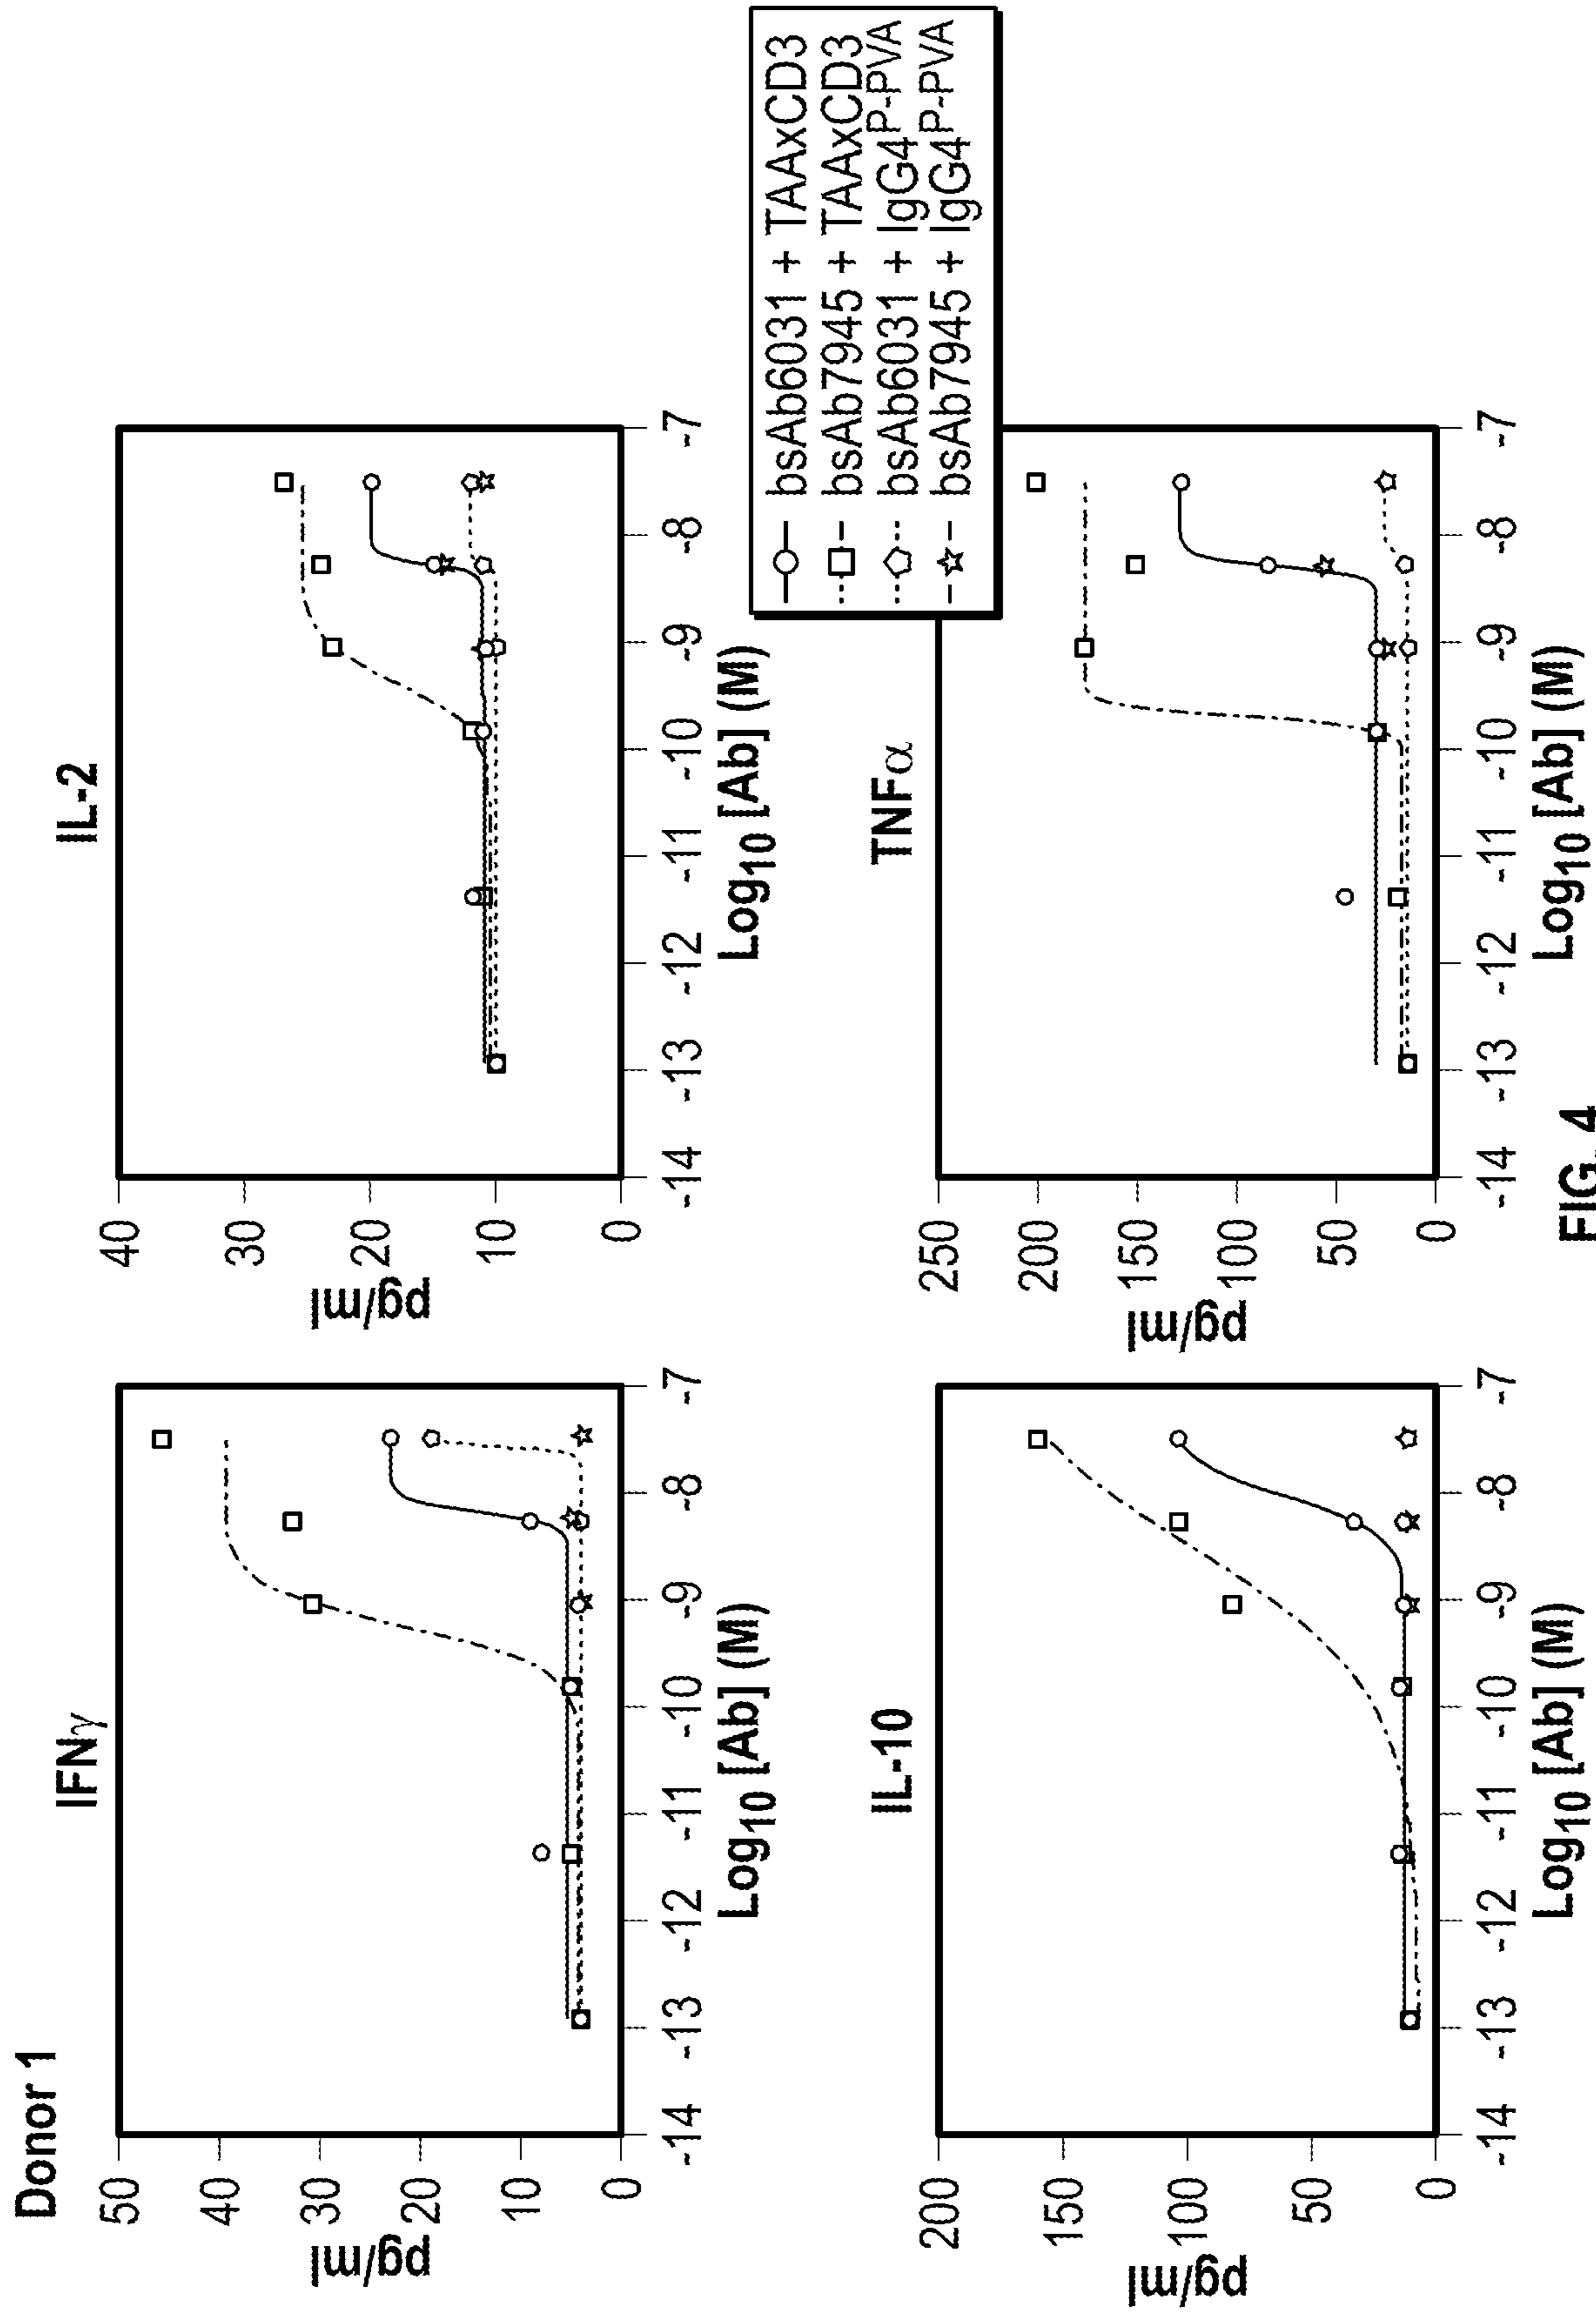 Donor 1
IFNγ
50
40
30
20
10
0
pg/ml
-14 -13 -12 -11 -10 -9 -8 -7
Log10 [Ab] (M)
IL-2
40
30
20
10
0
pg/ml
-14 -13 -12 -11 -10 -9 -8 -7
Log10 [Ab] (M)
bsAb6031 + TAAxCD3
bsAb7945 + TAAxCD3
bsAb6031 + IgG4P-PVA
bsAb7945 + IgG4P-PVA
IL-10
200
150
100
50
0
pg/ml
-14 -13 -12 -11 -10 -9 -8 -7
Log10 [Ab] (M)
TNFα
250
200
150
100
50
0
pg/ml
-14 -13 -12 -11 -10 -9 -8 -7
Log10 [Ab] (M)
FIG. 4